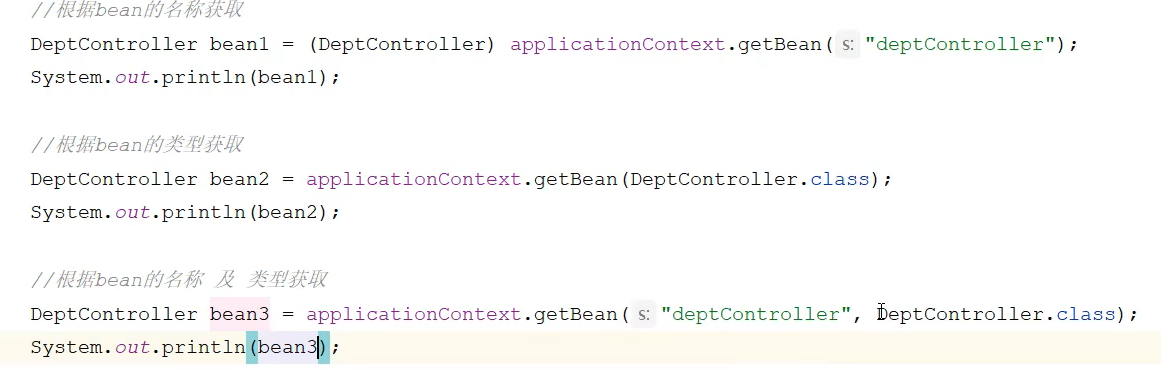 //根据bean的名称获取
DeptController bean1 = (DeptController) applicationContext.getBean( s: "deptController");
System.out.println(bean1);
//根据bean的类型获取
DeptController bean2 = applicationContext.getBean(DeptController.class);
System.out.println(bean2);
//根据bean的名称 及 类型获取
DeptController bean3 = applicationContext.getBean( s: "deptController", DeptController.class);
System.out.println(bean3);